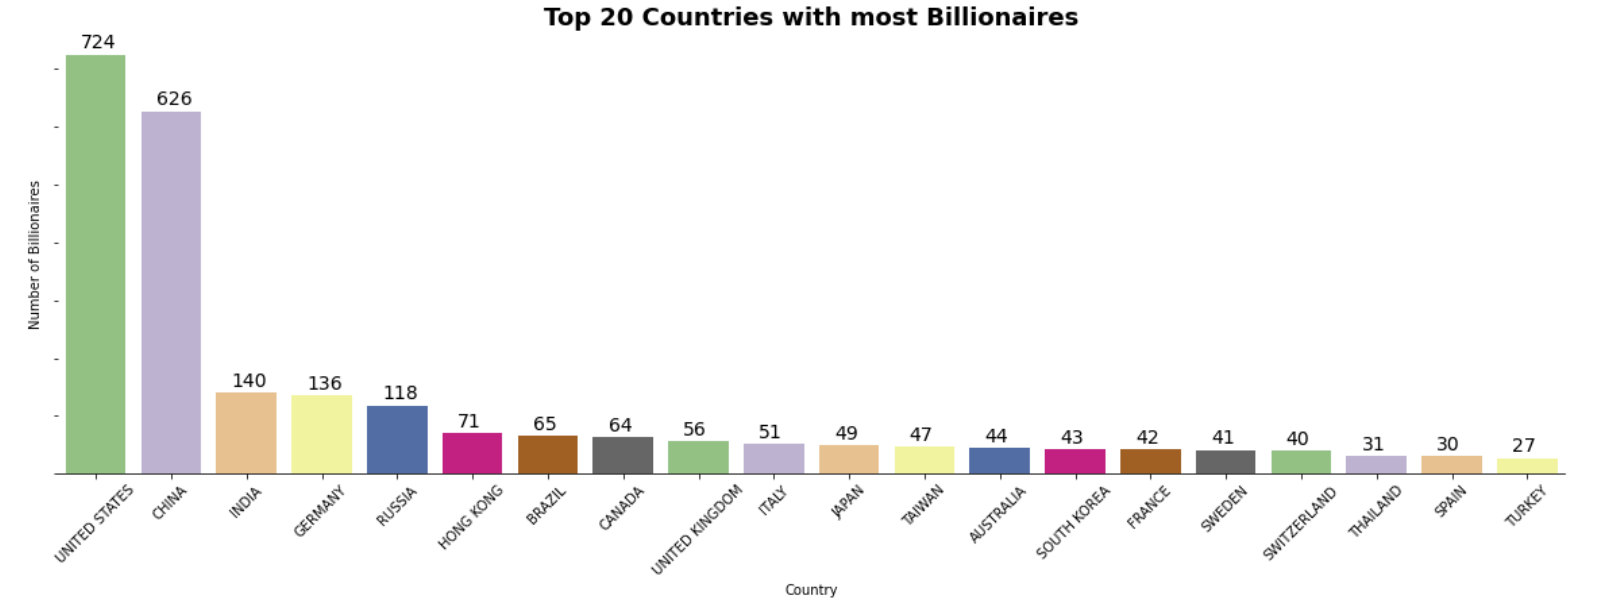 Top 20 Countries with most Billionaires
724
626
140
136
118
71
65
64
56
51
49
47
44
43
42
41
40
31
30
27
Number of Billionaires
UNITED STATES
CHINA
INDIA
GERMANY
RUSSIA
HONG KONG
BRAZIL
CANADA
UNITED KINGDOM
ITALY
JAPAN
TAIWAN
AUSTRALIA
SOUTH KOREA
FRANCE
SWEDEN
SWITZERLAND
THAILAND
SPAIN
TURKEY
Country